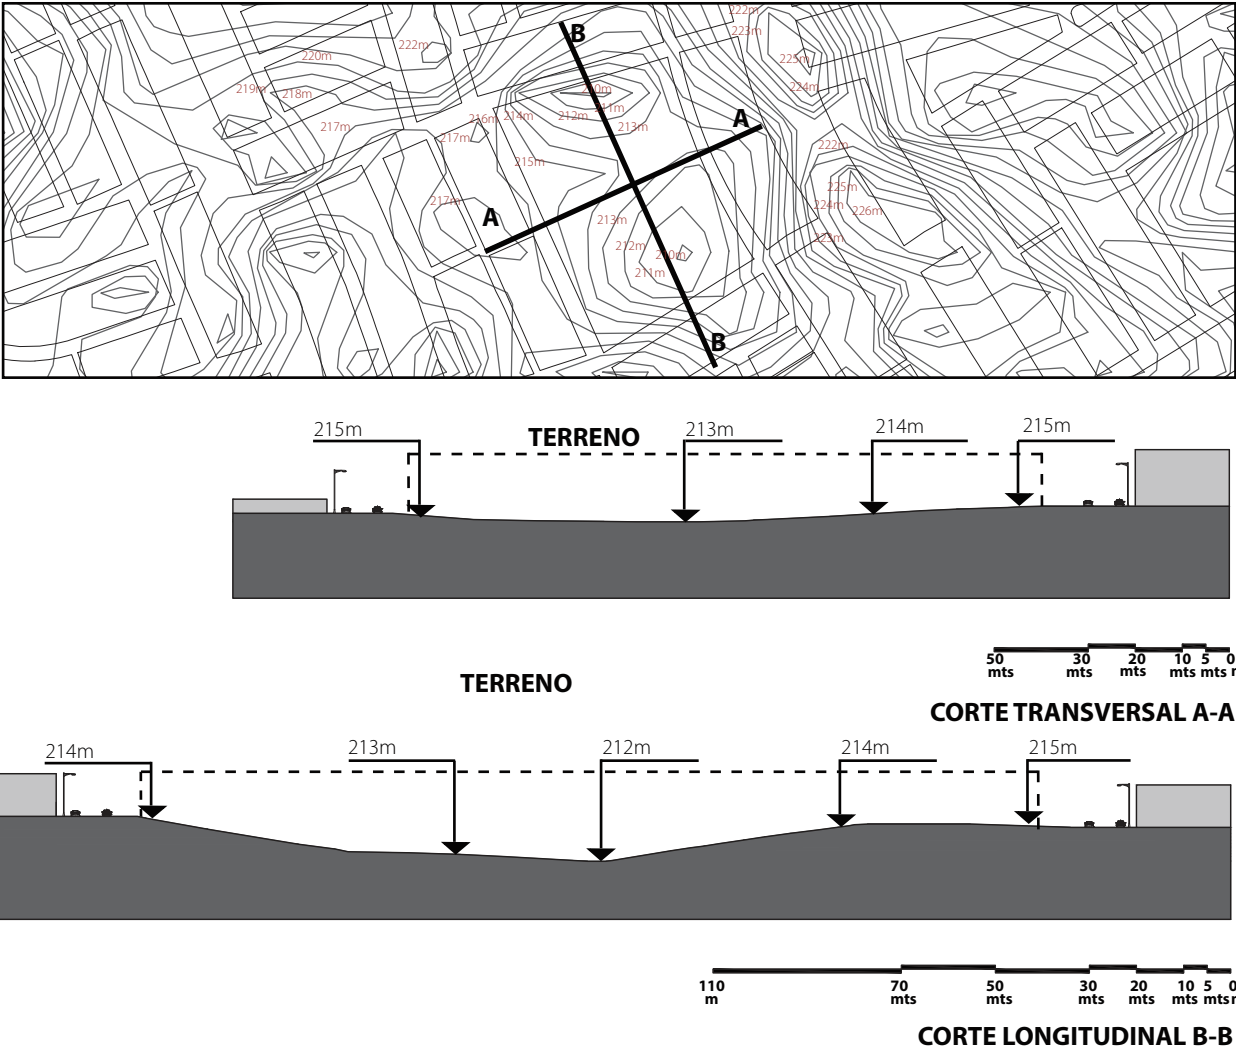 222m
B
223m
222m
220m
225m
219m
218m
210m
224m
211m
216m
214m
212m
A
217m
213m
217m
222m
215m
225m
217m
224m
226m
A
213m
223m
212m
210m
211m
B
215m
TERRENO
213m
214m
215m
50 mts
30 mts
20 mts
10 mts
5 mts
0
CORTE TRANSVERSAL A-A
TERRENO
214m
213m
212m
214m
215m
110 m
70 mts
50 mts
30 mts
20 mts
10 mts
5 mts
0
CORTE LONGITUDINAL B-B